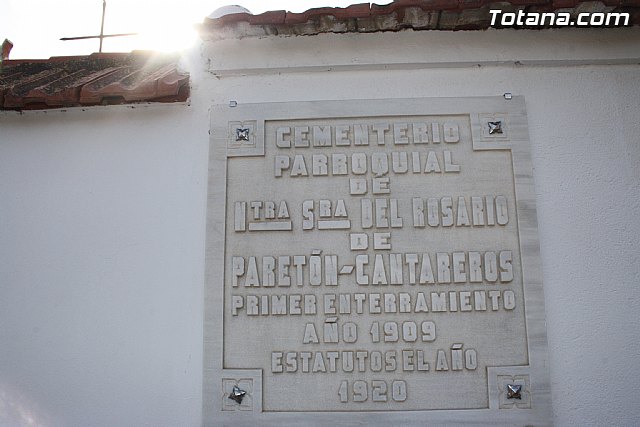 Totana.com
CEMENTERIO
PARROQUIAL
DE
NTRA SRA DEL ROSARIO
DE
PARETÓN-CANTAREROS
PRIMER ENTERRAMIENTO
AÑO 1909
ESTATUTOS EL AÑO
1920